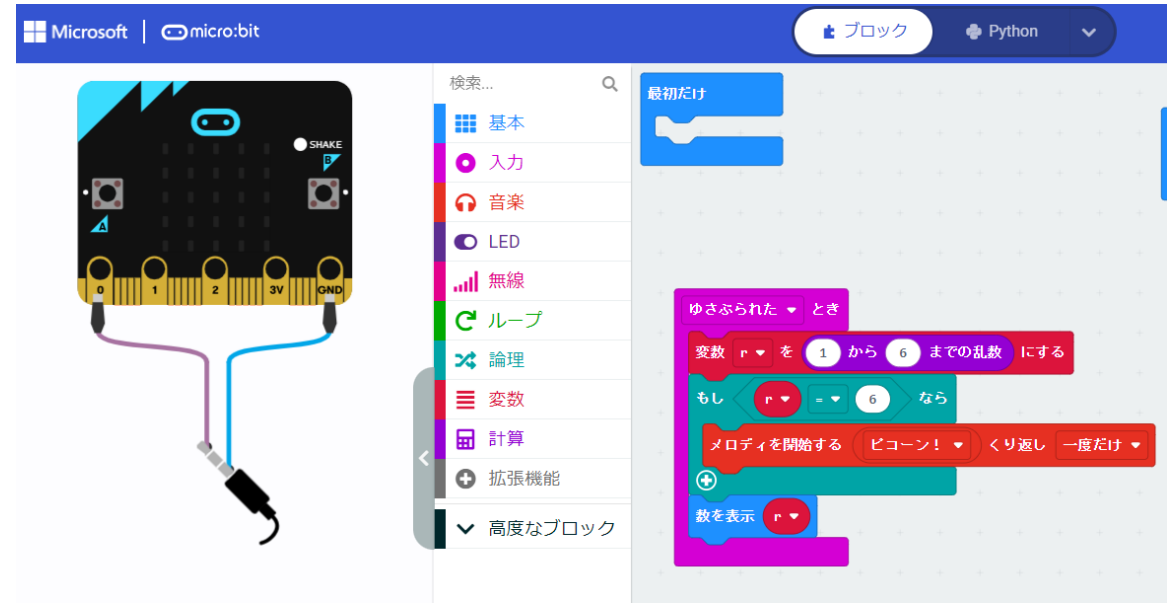 Microsoft micro:bit ブロック Python
SHAKE
B
A
0 1 2 3V GND
検索...
基本
入力
音楽
LED
無線
ループ
論理
変数
計算
拡張機能
高度なブロック
最初だけ
ゆさぶられた とき
変数 r を 1 から 6 までの乱数 にする
もし r = 6 なら
メロディを開始する ピコーン! くり返し 一度だけ
数を表示 r